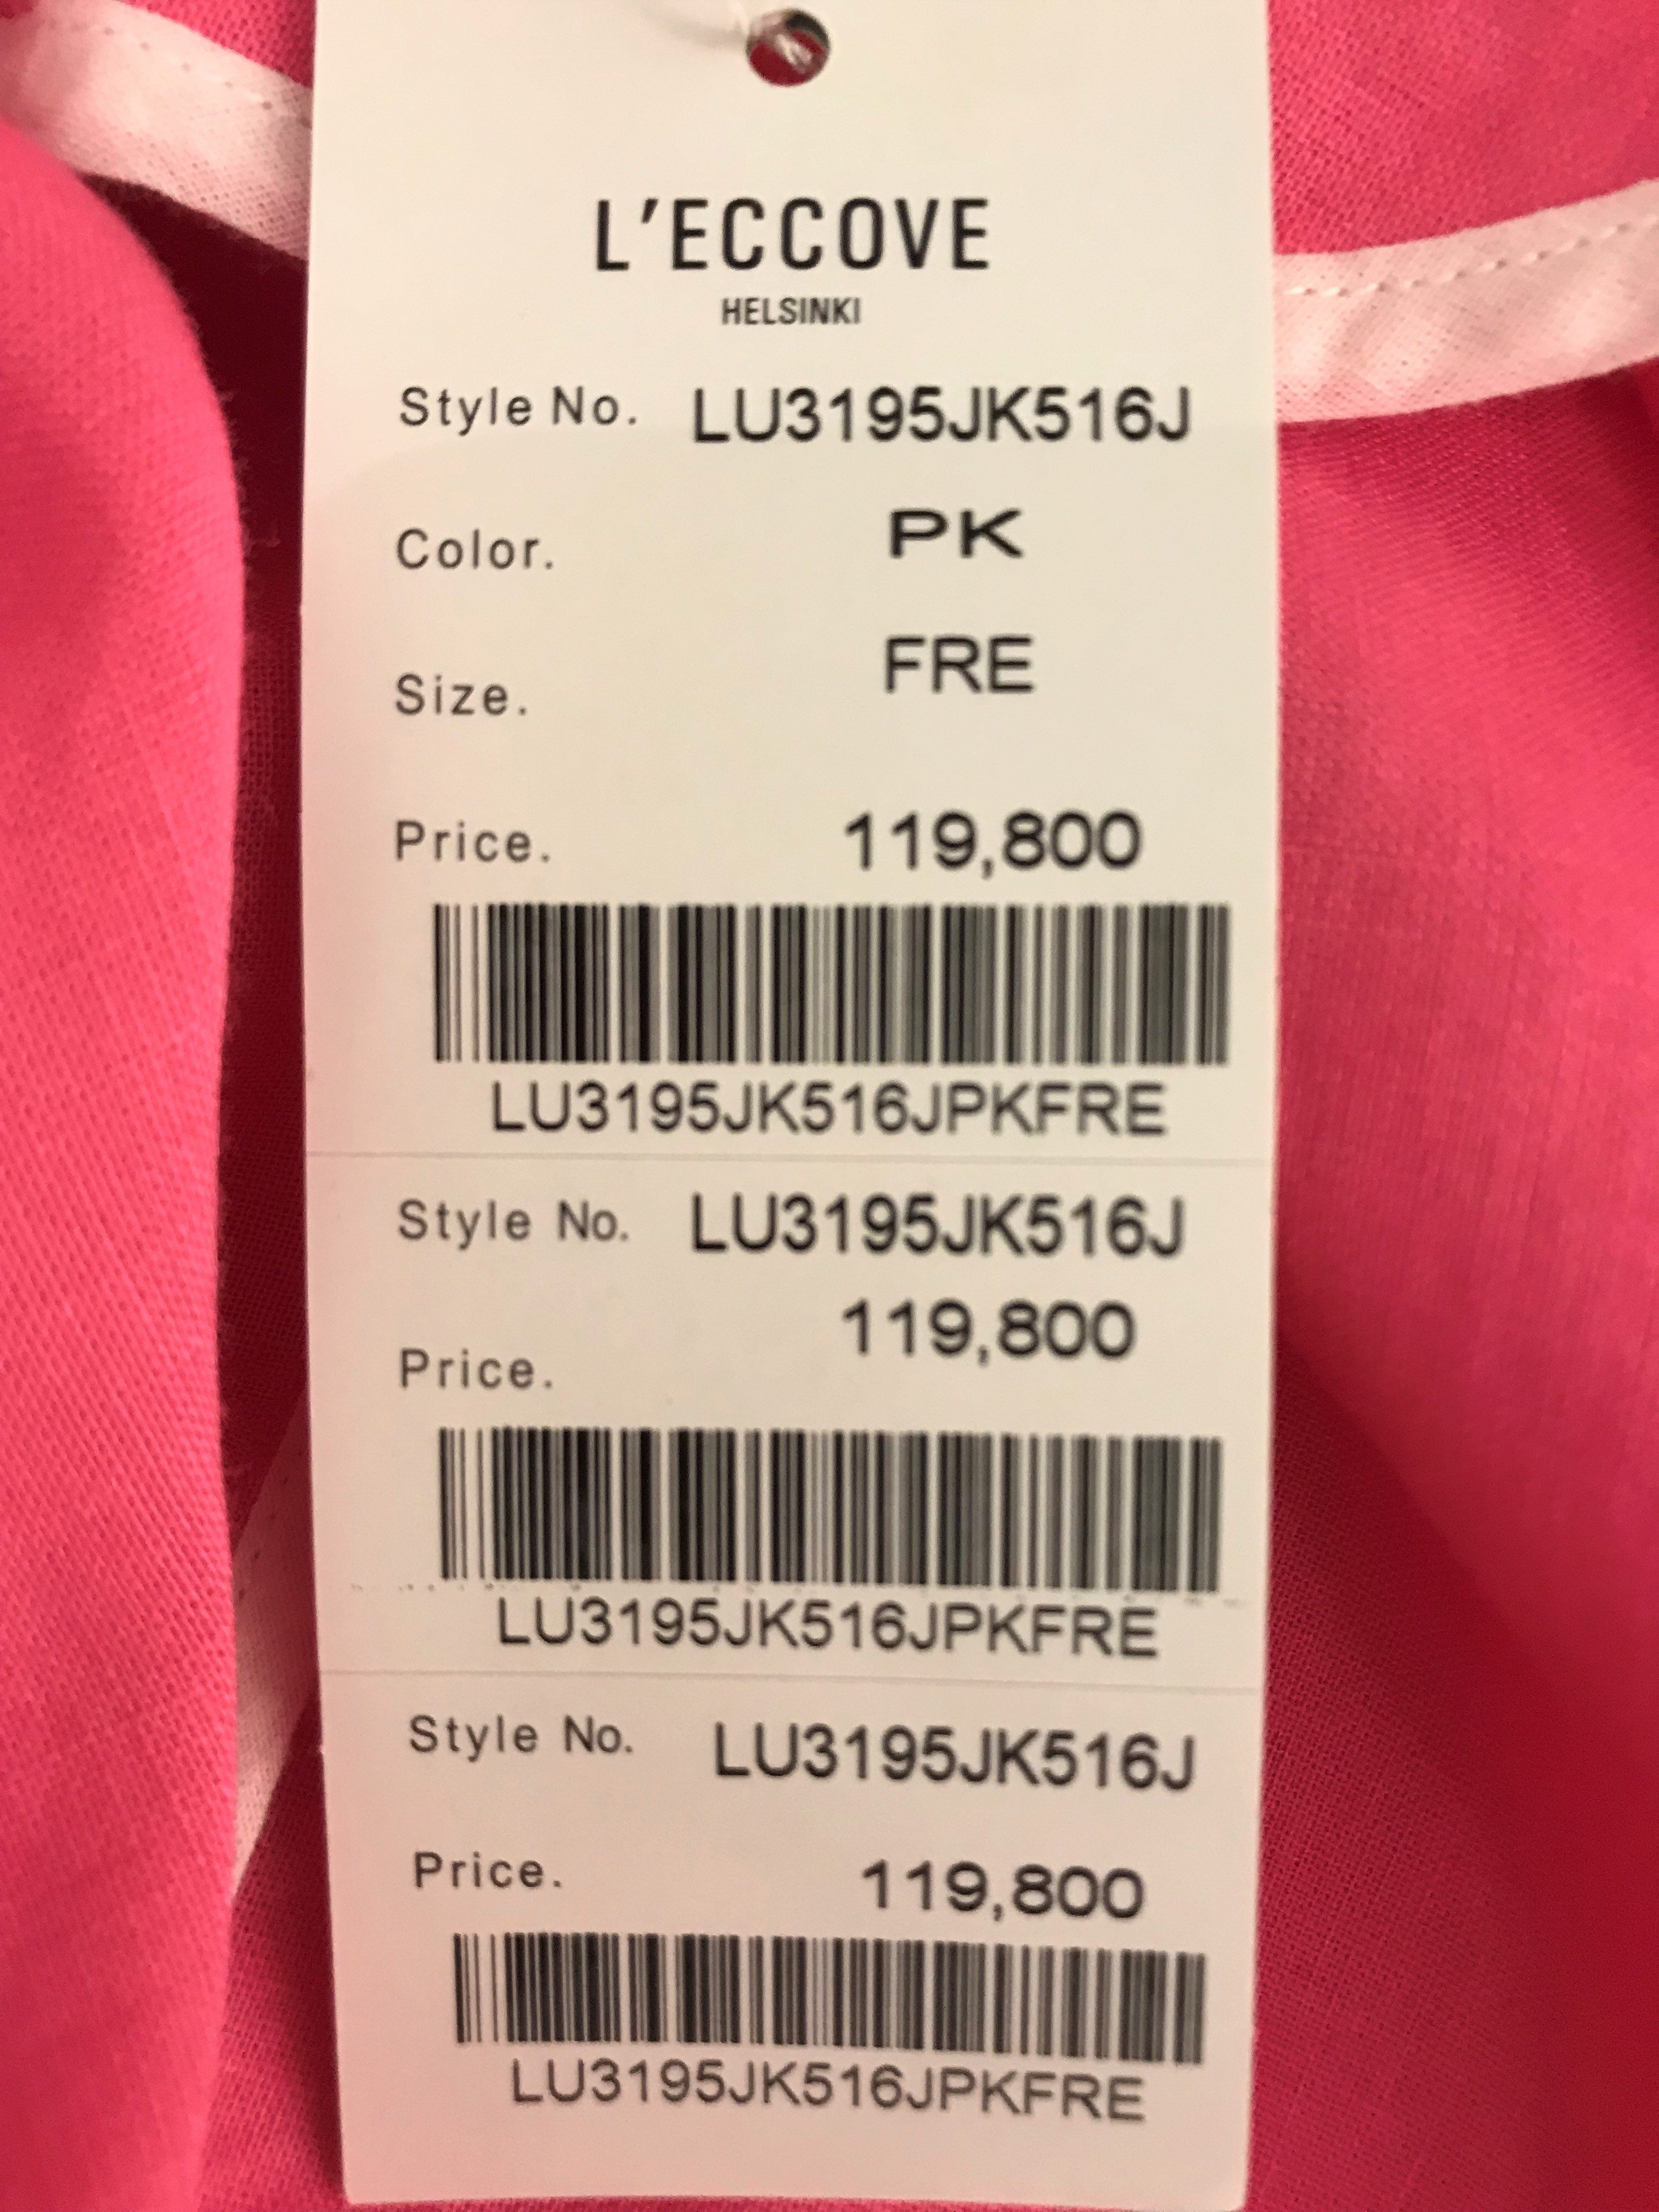 L'ECCOVE
HELSINKI
Style No. LU3195JK516J
Color. PK
Size. FRE
Price. 119,800
LU3195JK516JPKFRE
Style No. LU3195JK516J
Price. 119,800
LU3195JK516JPKFRE
Style No. LU3195JK516J
Price. 119,800
LU3195JK516JPKFRE